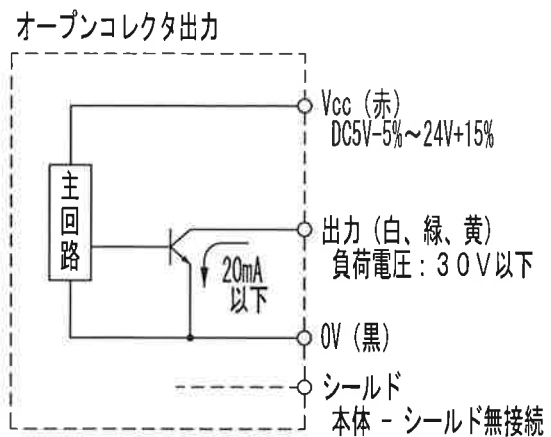 オープンコレクタ出力
Vcc（赤）
DC5V-5%～24V+15%
主回路
出力（白、緑、黄）
負荷電圧：３０Ｖ以下
20mA
以下
0V（黒）
シールド
本体 － シールド無接続